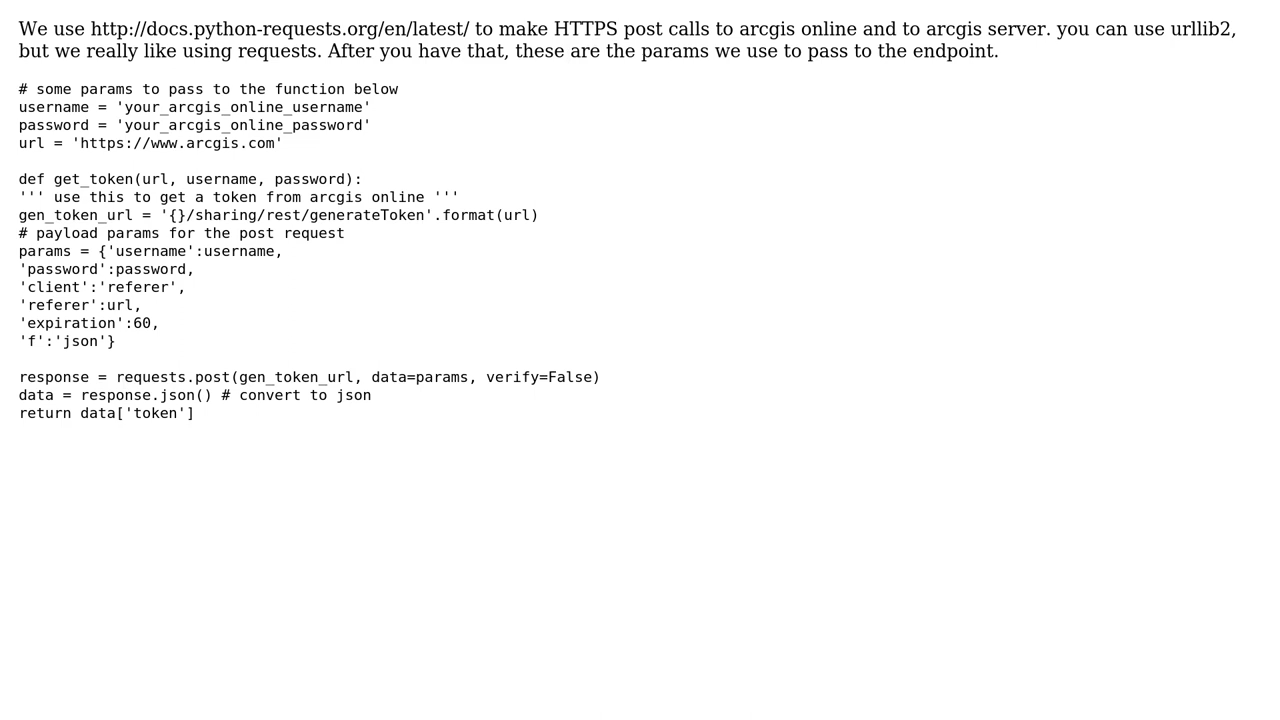 We use http://docs.python-requests.org/en/latest/ to make HTTPS post calls to arcgis online and to arcgis server. you can use urllib2,
but we really like using requests. After you have that, these are the params we use to pass to the endpoint.
# some params to pass to the function below
username = 'your_arcgis_online_username'
password = 'your_arcgis_online_password'
url = 'https://www.arcgis.com'
def get_token(url, username, password):
''' use this to get a token from arcgis online '''
gen_token_url = '{}/sharing/rest/generateToken'.format(url)
# payload params for the post request
params = {'username':username,
'password':password,
'client':'referer',
'referer':url,
'expiration':60,
'f':'json'}
response = requests.post(gen_token_url, data=params, verify=False)
data = response.json() # convert to json
return data['token']